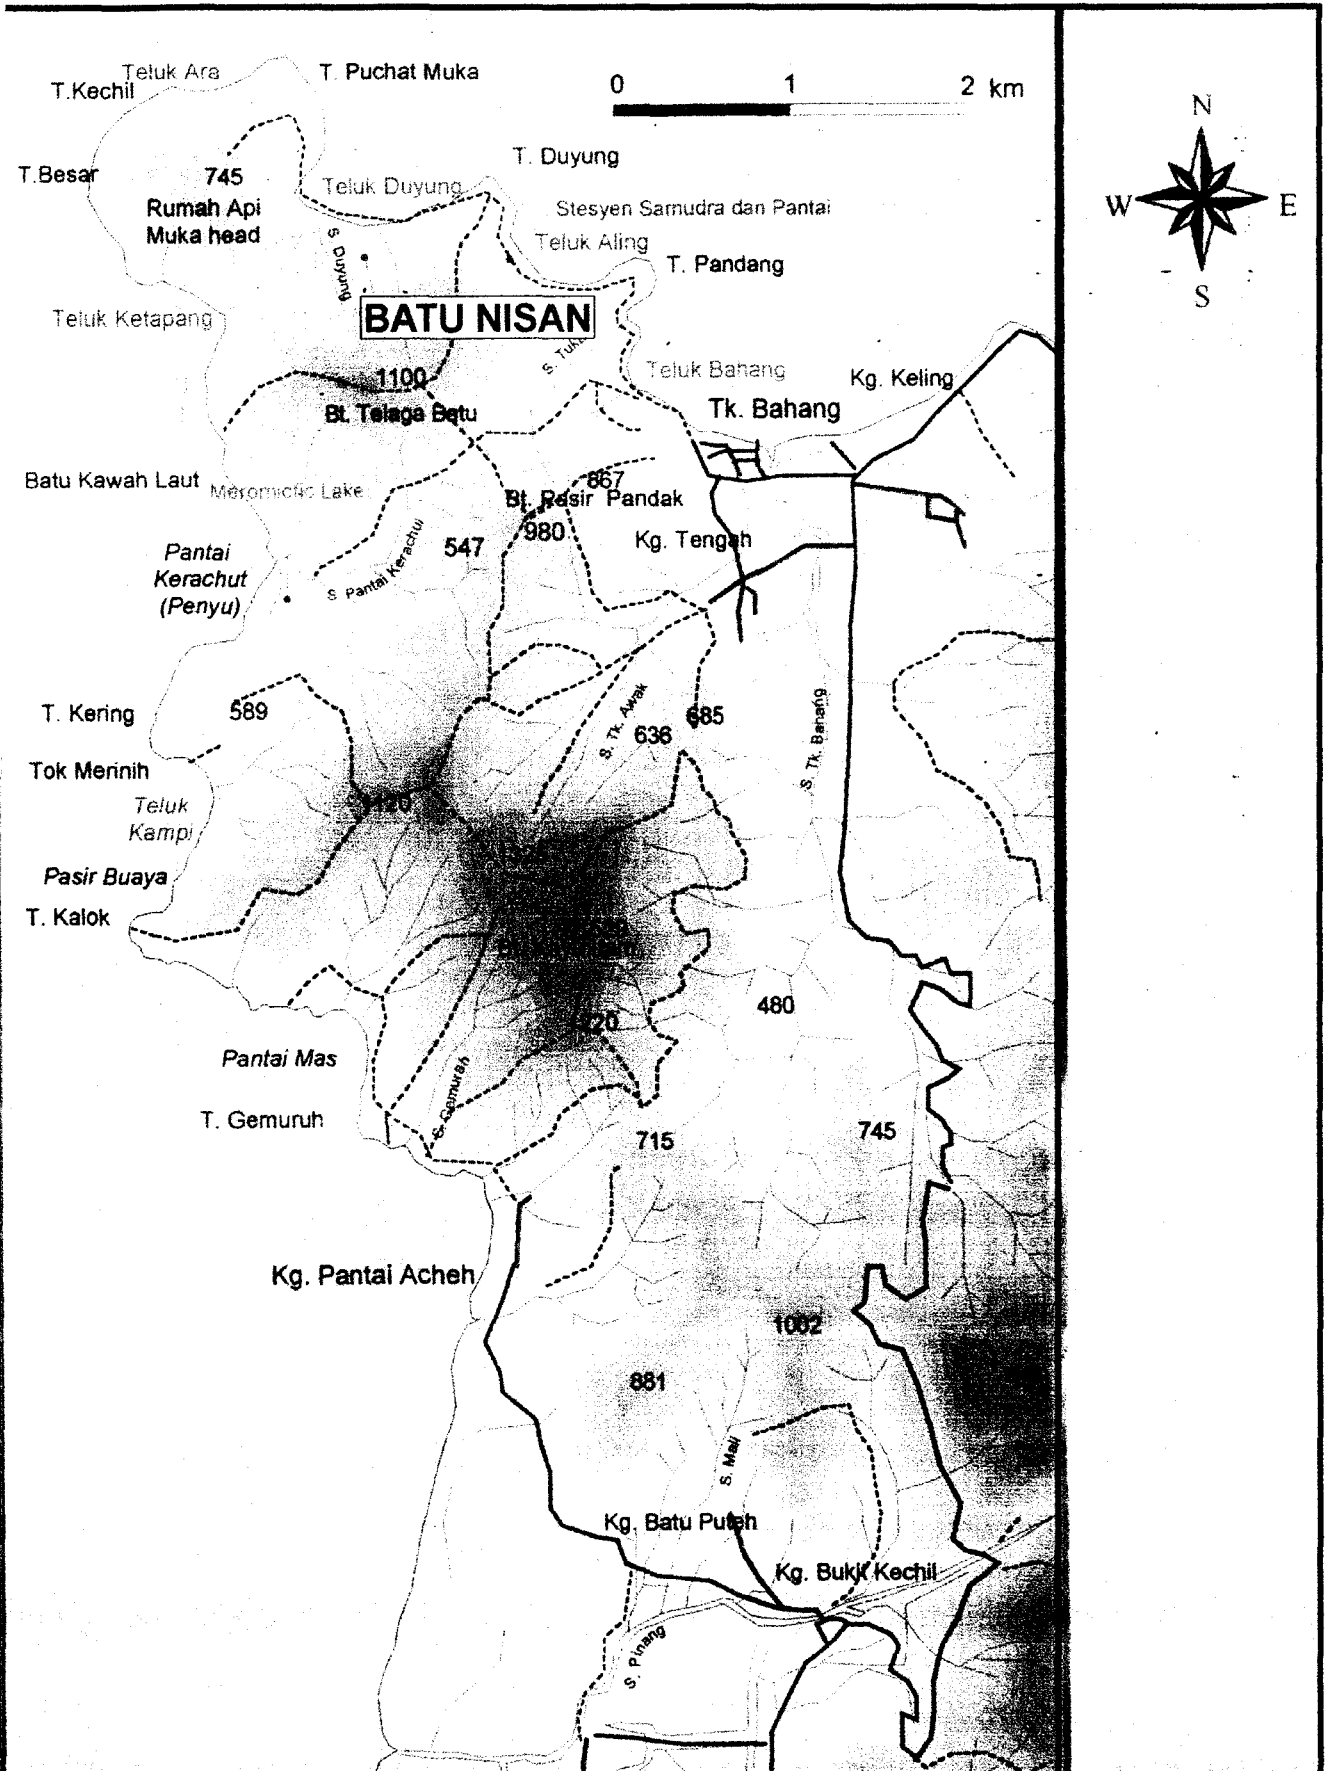 Teluk Ara
T. Puchat Muka
T.Kechil
0 1 2 km
N
T. Duyung
T.Besar
745
Teluk Duyung
W E
Rumah Api
Muka head
Stesyen Samudra dan Pantai
S. Duyung
Teluk Aling
T. Pandang
S
Teluk Ketapang
BATU NISAN
1100
Teluk Bahang
Kg. Keling
Bt. Telaga Batu
Tk. Bahang
Batu Kawah Laut
Meromictic Lake
867
Bt. Pasir Pandak
980
547
Kg. Tengah
Pantai
Kerachut
(Penyu)
S. Pantai Kerachut
T. Kering
589
S. Tk. Awak
685
636
S. Tk. Bahang
Tok Merinih
Teluk
Kampi
1120
Pasir Buaya
T. Kalok
480
Pantai Mas
S. Gemurah
T. Gemuruh
715
745
Kg. Pantai Acheh
1002
881
S. Mali
Kg. Batu Puteh
Kg. Bukit Kechil
S. Pinang